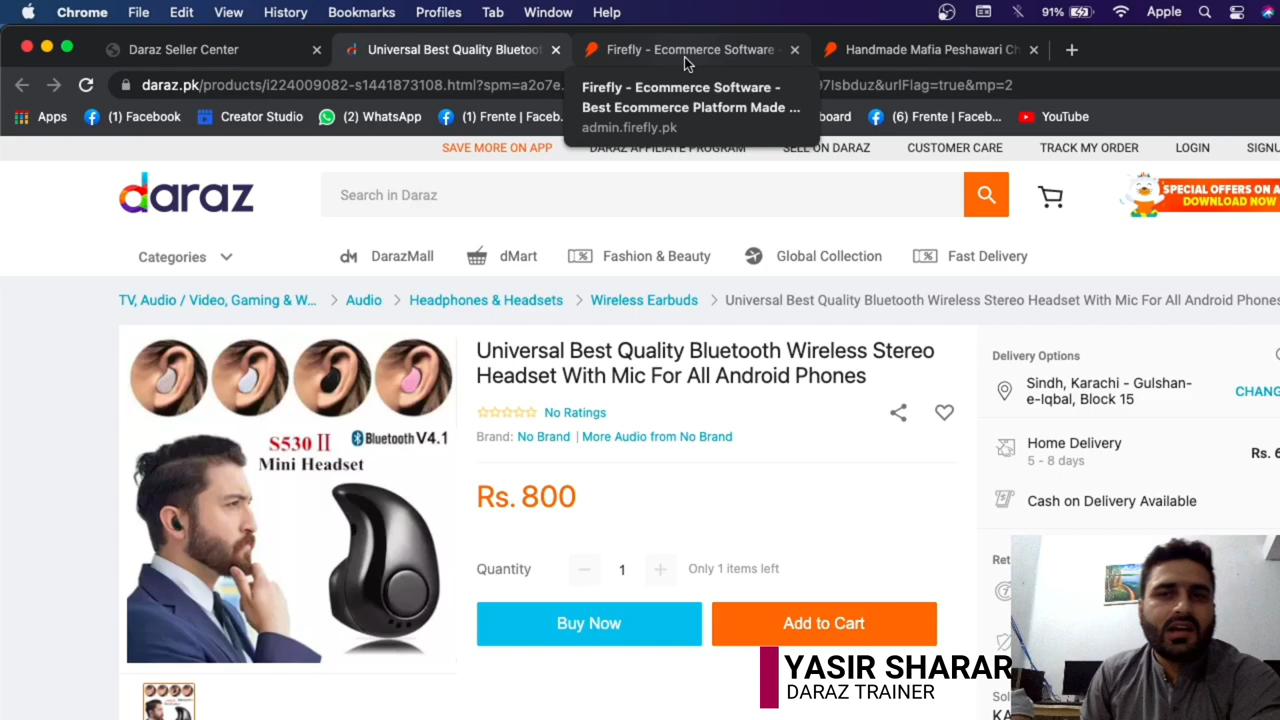 Chrome File Edit View History Bookmarks Profiles Tab Window Help 91% Apple
Daraz Seller Center
Universal Best Quality Bluetoot
Firefly - Ecommerce Software -
Handmade Mafia Peshawari Ch
daraz.pk/products/i224009082-s1441873108.html?spm=a2o7e. 97lsbduz&urlFlag=true&mp=2
Firefly - Ecommerce Software -
Best Ecommerce Platform Made ...
admin.firefly.pk
Apps (1) Facebook Creator Studio (2) WhatsApp (1) Frente | Faceb... board (6) Frente | Faceb... YouTube
SAVE MORE ON APP DARAZ AFFILIATE PROGRAM SELL ON DARAZ CUSTOMER CARE TRACK MY ORDER LOGIN SIGNU
daraz
Search in Daraz
SPECIAL OFFERS ON A
DOWNLOAD NOW
Categories dm DarazMall dMart Fashion & Beauty Global Collection Fast Delivery
TV, Audio / Video, Gaming & W... > Audio > Headphones & Headsets > Wireless Earbuds > Universal Best Quality Bluetooth Wireless Stereo Headset With Mic For All Android Phones
Universal Best Quality Bluetooth Wireless Stereo
Headset With Mic For All Android Phones
No Ratings
Brand: No Brand | More Audio from No Brand
S530 II Bluetooth V4.1
Mini Headset
Rs. 800
Quantity − 1 + Only 1 items left
Buy Now
Add to Cart
Delivery Options
Sindh, Karachi - Gulshan-
e-Iqbal, Block 15
CHANG
Home Delivery
5 - 8 days
Rs. 6
Cash on Delivery Available
Ret
Sol
KA
YASIR SHARAR
DARAZ TRAINER